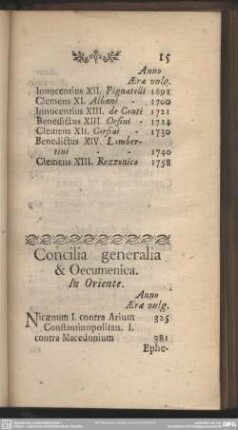 15
Anno
Æræ vulg.
Innocentius XII. Pignatelli 1691
Clemens XI. Albani - 1700
Innocentius XIII. de Conti 1721
Benedictus XIII. Orsini - 1724
Clemens XII. Corsini - 1730
Benedictus XIV. Lamber-
tini - - 1740
Clemens XIII. Rezzonico 1758
Concilia generalia
& Oecumenica.
In Oriente.
Anno
Æræ vulg.
Nicænum I. contra Arium 325
Constantinopolitan. I.
contra Macedonium 381
Ephe-